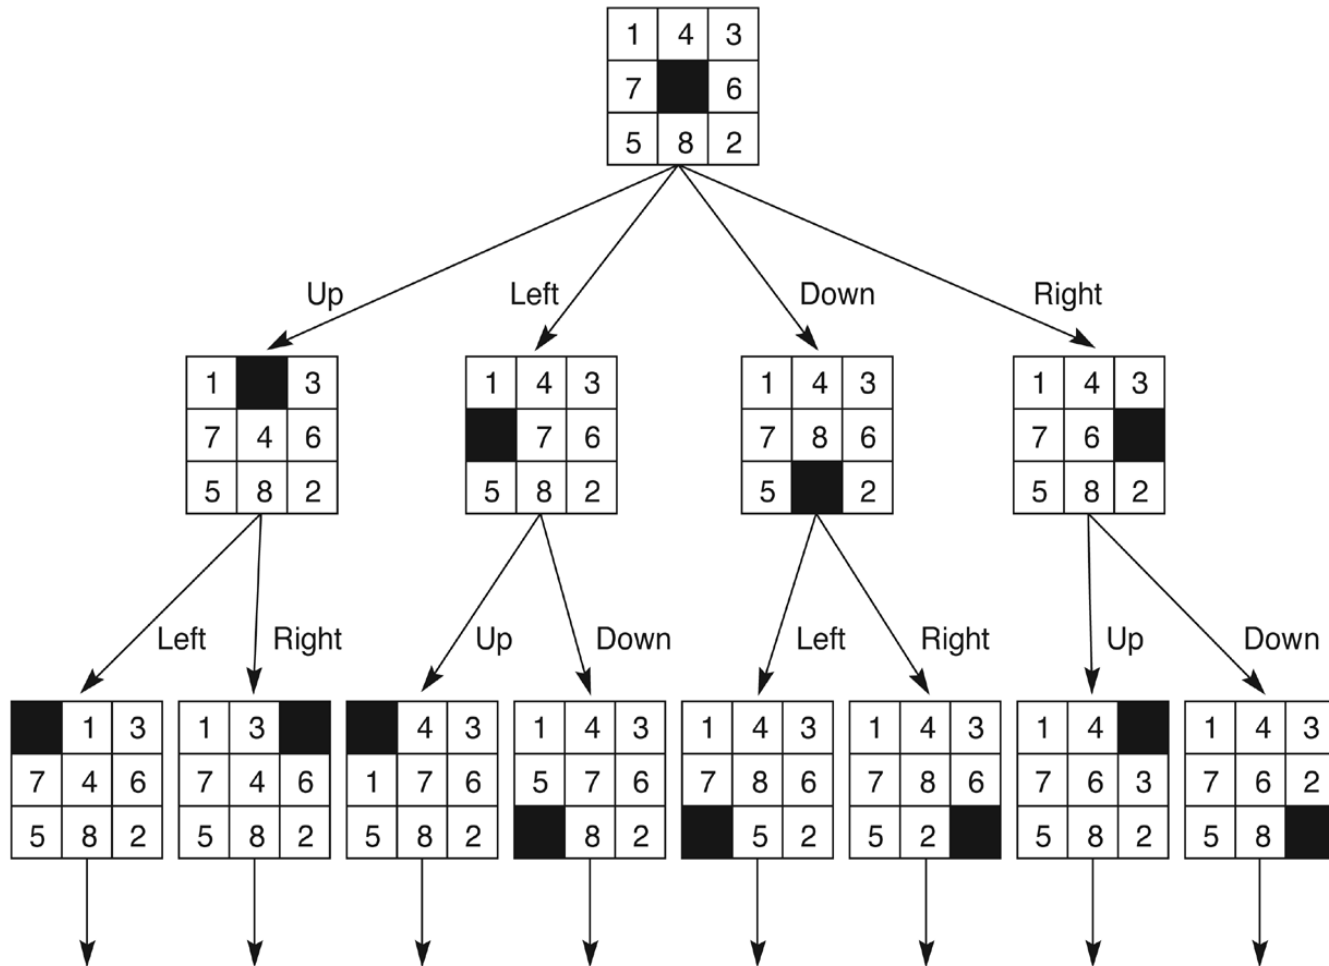 1 4 3
7 6
5 8 2
Up Left Down Right
1 3 1 4 3 1 4 3 1 4 3
7 4 6 7 6 7 8 6 7 6
5 8 2 5 8 2 5 2 5 8 2
Left Right Up Down Left Right Up Down
1 3 1 3 4 3 1 4 3 1 4 3 1 4 3 1 4 1 4 3
7 4 6 7 4 6 1 7 6 5 7 6 7 8 6 7 8 6 7 6 3 7 6 2
5 8 2 5 8 2 5 8 2 8 2 5 2 5 2 5 8 2 5 8